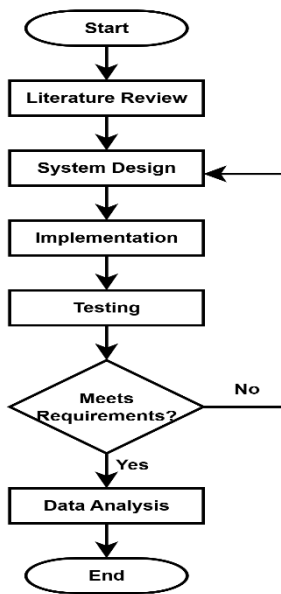 Start
Literature Review
System Design
Implementation
Testing
Meets
Requirements?
No
Yes
Data Analysis
End